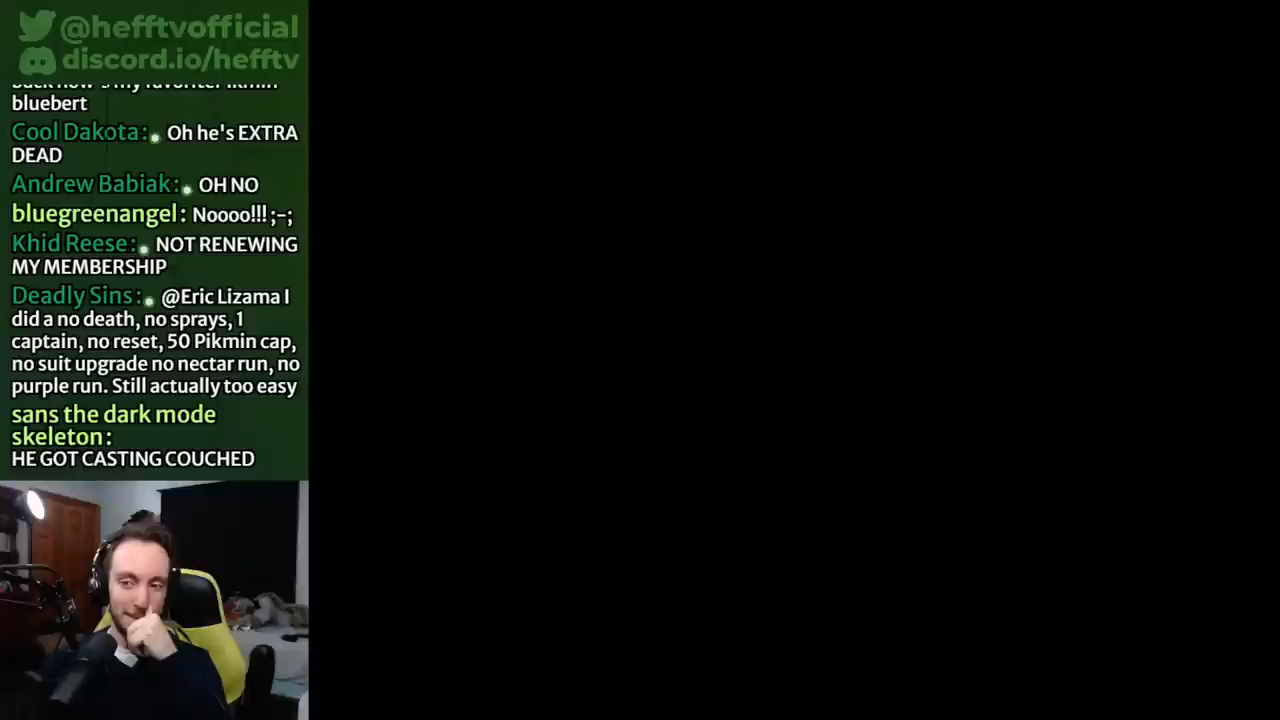 @hefftvofficial
discord.io/hefftv
bluebert
Cool Dakota: Oh he's EXTRA
DEAD
Andrew Babiak: OH NO
bluegreenangel: Noooo!!! ;-;
Khid Reese: NOT RENEWING
MY MEMBERSHIP
Deadly Sins: @Eric Lizama I
did a no death, no sprays, 1
captain, no reset, 50 Pikmin cap,
no suit upgrade no nectar run, no
purple run. Still actually too easy
sans the dark mode
skeleton:
HE GOT CASTING COUCHED